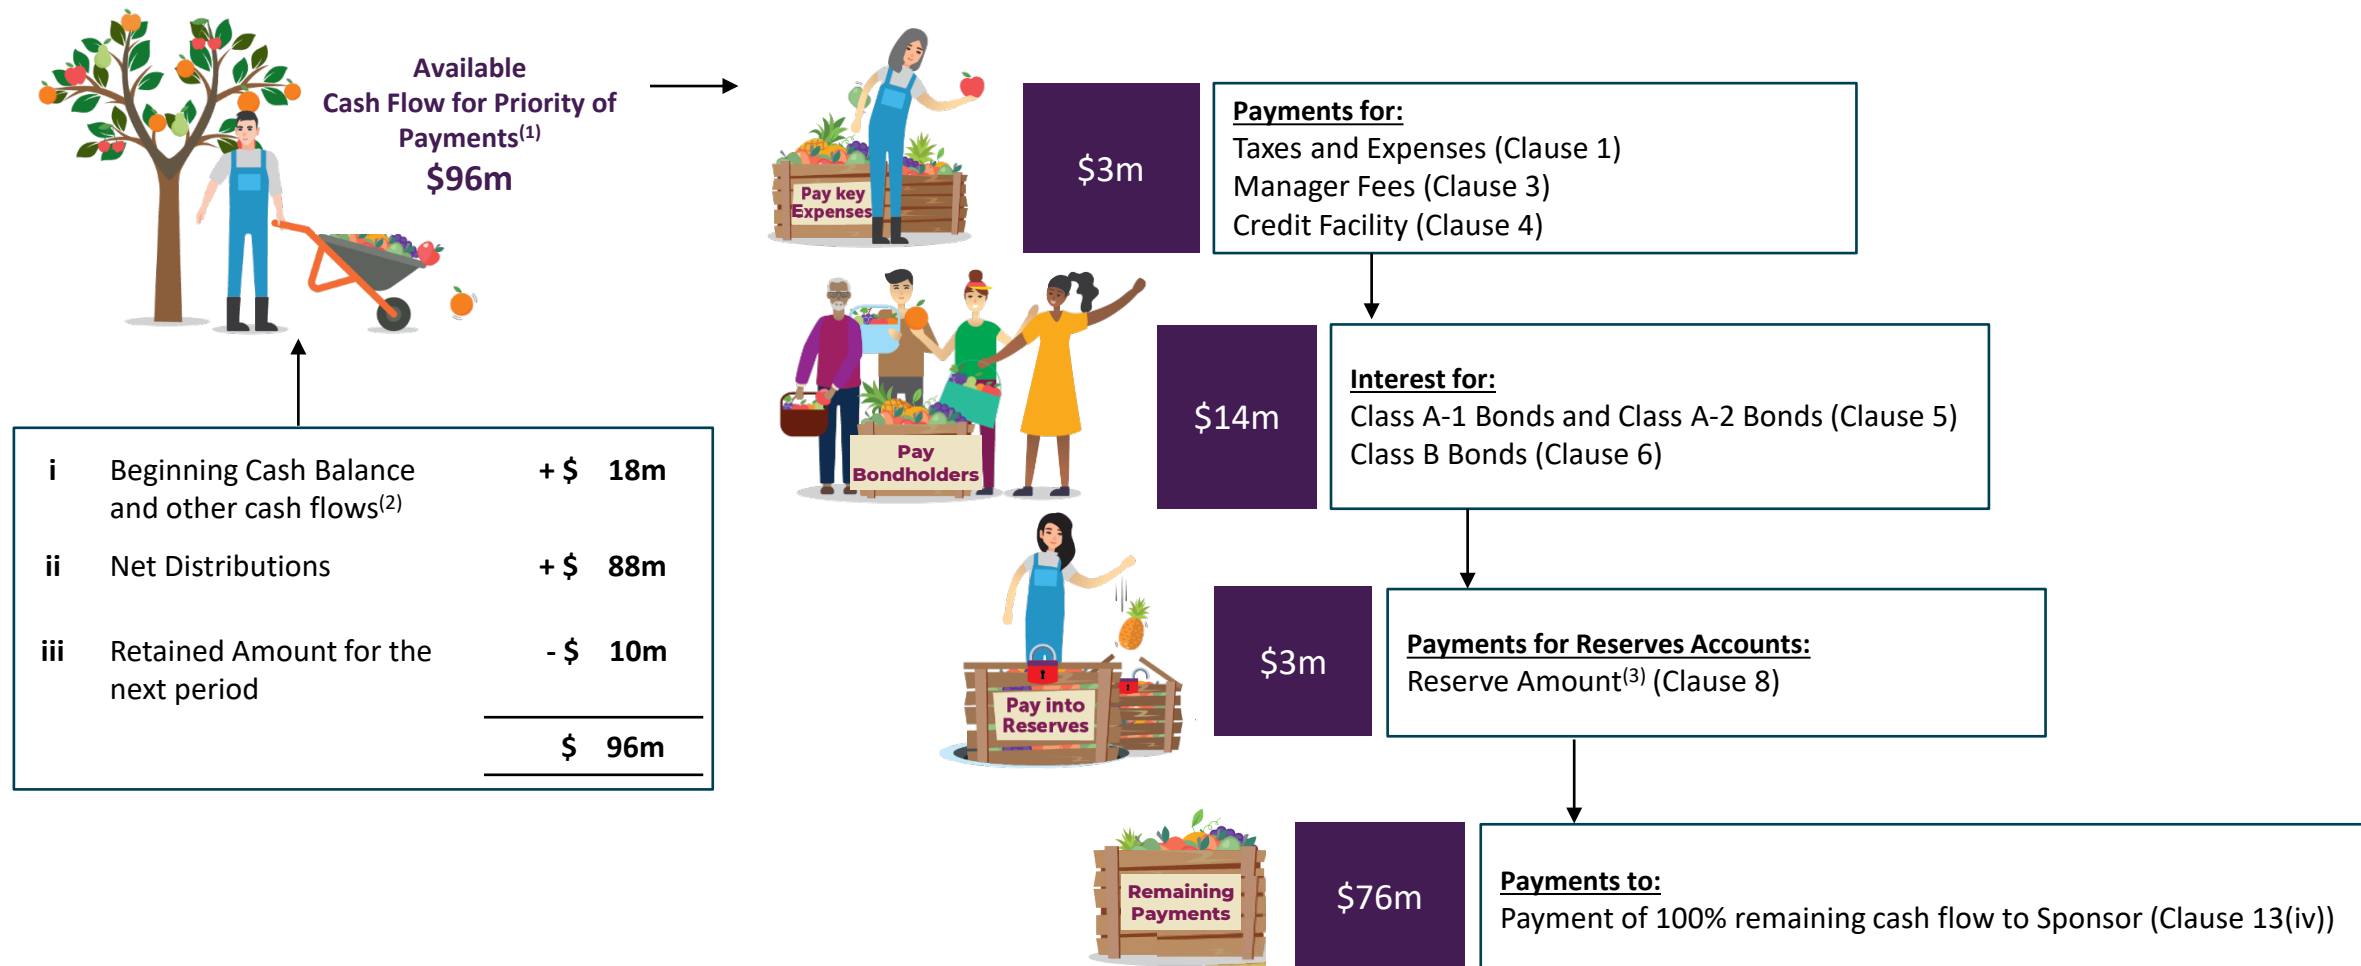 Available
Cash Flow for Priority of
Payments(1)
$96m
i Beginning Cash Balance + $ 18m
and other cash flows(2)
ii Net Distributions + $ 88m
iii Retained Amount for the - $ 10m
next period
$ 96m
Pay key
Expenses
$3m
Payments for:
Taxes and Expenses (Clause 1)
Manager Fees (Clause 3)
Credit Facility (Clause 4)
Pay
Bondholders
$14m
Interest for:
Class A-1 Bonds and Class A-2 Bonds (Clause 5)
Class B Bonds (Clause 6)
Pay into
Reserves
$3m
Payments for Reserves Accounts:
Reserve Amount(3) (Clause 8)
Remaining
Payments
$76m
Payments to:
Payment of 100% remaining cash flow to Sponsor (Clause 13(iv))